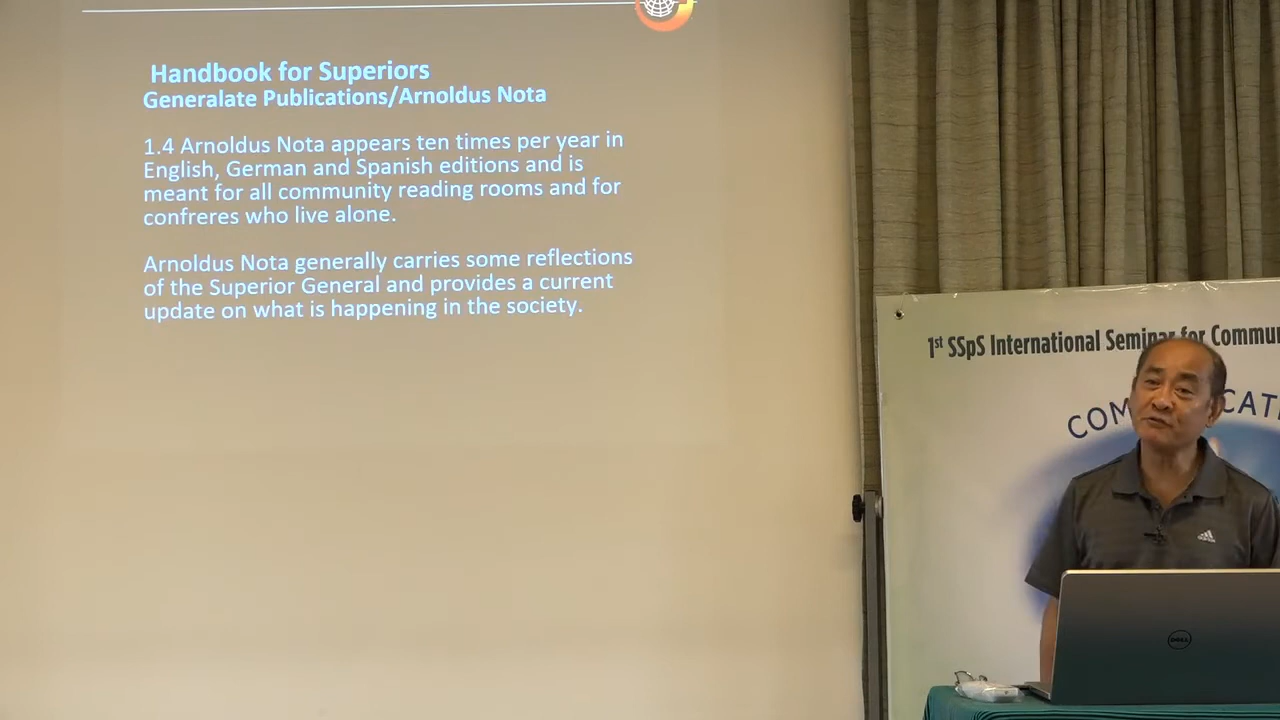 Handbook for Superiors
Generalate Publications/Arnoldus Nota
1.4 Arnoldus Nota appears ten times per year in
English, German and Spanish editions and is
meant for all community reading rooms and for
confreres who live alone.
Arnoldus Nota generally carries some reflections
of the Superior General and provides a current
update on what is happening in the society.
1st SSpS International Seminar for Commu
COM
CAT
adidas
DELL